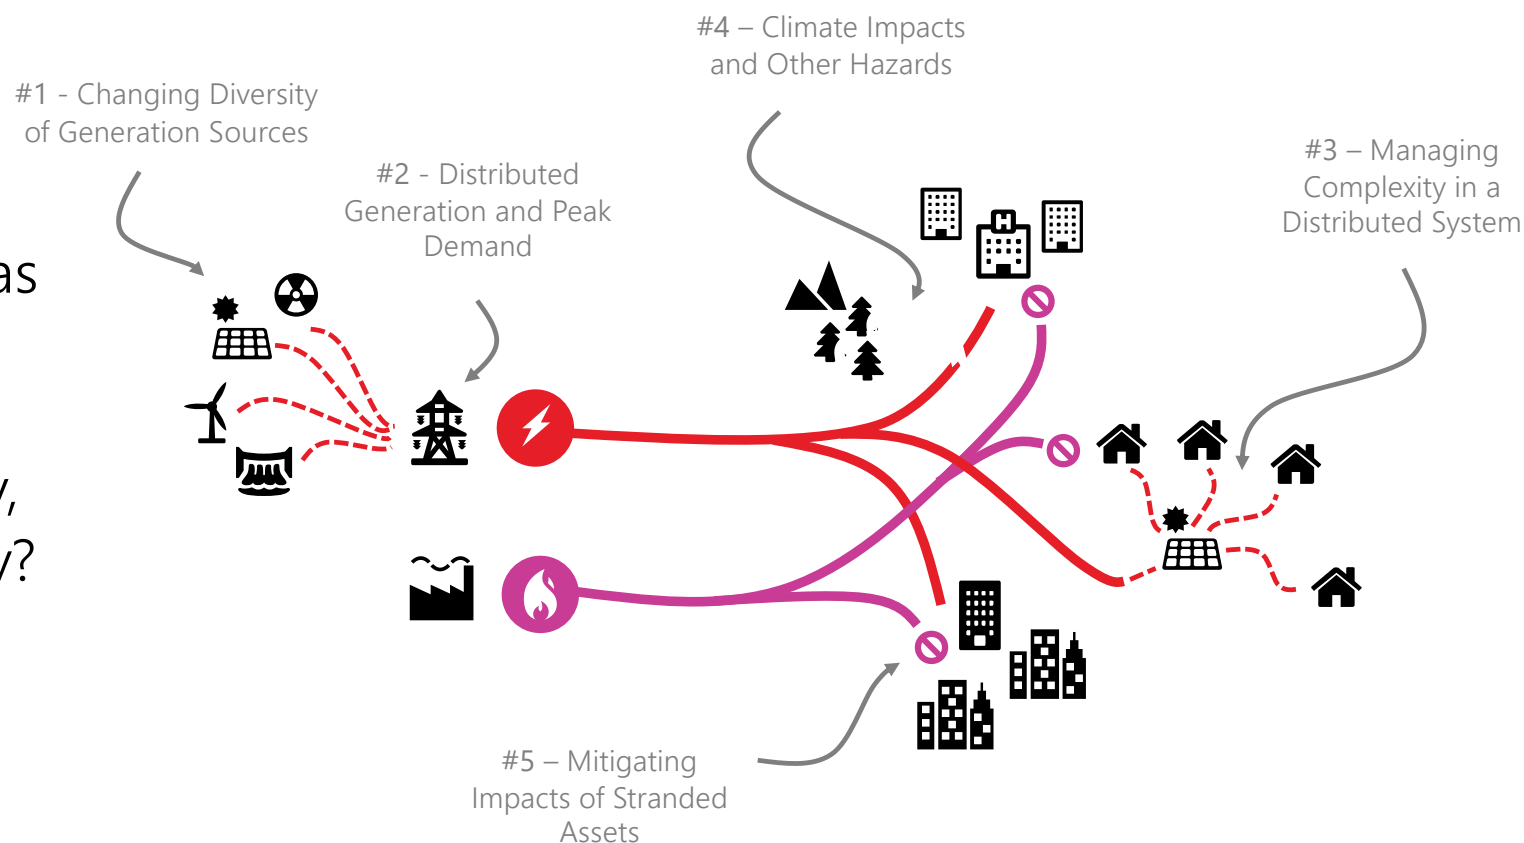 #4 – Climate Impacts
and Other Hazards
#1 - Changing Diversity
of Generation Sources
#3 – Managing
Complexity in a
Distributed System
#2 - Distributed
Generation and Peak
Demand
as
H
y,
y?
#5 – Mitigating
Impacts of Stranded
Assets